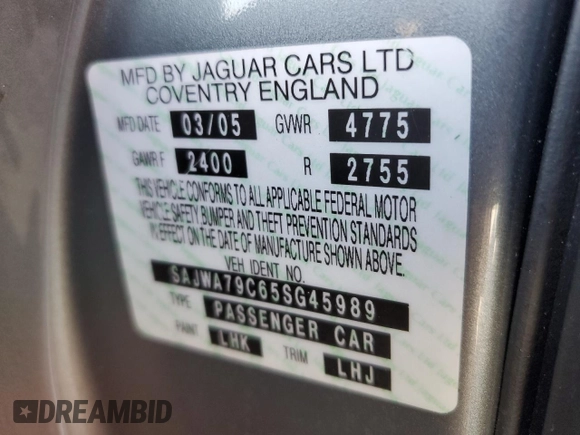 MFD BY JAGUAR CARS LTD
COVENTRY ENGLAND
MFD DATE 03/05 GVWR 4775
GAWR F 2400 R 2755
THIS VEHICLE CONFORMS TO ALL APPLICABLE FEDERAL MOTOR
VEHICLE SAFETY BUMPER AND THEFT PREVENTION STANDARDS
IN EFFECT ON THE DATE OF MANUFACTURE SHOWN ABOVE.
VEH IDENT NO.
SAJWA79C65SG45989
TYPE PASSENGER CAR
PAINT LHK TRIM LHJ
DREAMBID